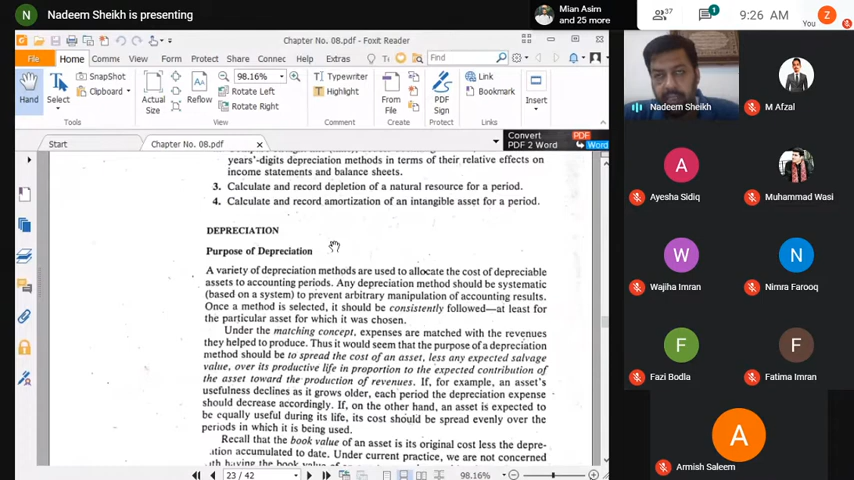 N Nadeem Sheikh is presenting
Mian Asim
and 25 more
37
1
9:26 AM
You
Z
Chapter No. 08.pdf - Foxit Reader
File
Home
Comme
View
Form
Protect
Share
Connec
Help
Extras
Find
Hand
Select
SnapShot
Clipboard
Tools
Actual
Size
Reflow
98.16%
Rotate Left
Rotate Right
View
Typewriter
Highlight
Comment
From
File
Create
PDF
Sign
Protect
Link
Bookmark
Links
Insert
Start
Chapter No. 08.pdf
Convert PDF
PDF 2 Word Word
years'-digits depreciation methods in terms of their relative effects on
income statements and balance sheets.
3. Calculate and record depletion of a natural resource for a period.
4. Calculate and record amortization of an intangible asset for a period.
DEPRECIATION
Purpose of Depreciation
A variety of depreciation methods are used to allocate the cost of depreciable
assets to accounting periods. Any depreciation method should be systematic
(based on a system) to prevent arbitrary manipulation of accounting results.
Once a method is selected, it should be consistently followed—at least for
the particular asset for which it was chosen.
Under the matching concept, expenses are matched with the revenues
they helped to produce. Thus it would seem that the purpose of a depreciation
method should be to spread the cost of an asset, less any expected salvage
value, over its productive life in proportion to the expected contribution of
the asset toward the production of revenues. If, for example, an asset's
usefulness declines as it grows older, each period the depreciation expense
should decrease accordingly. If, on the other hand, an asset is expected to
be equally useful during its life, its cost should be spread evenly over the
periods in which it is being used.
Recall that the book value of an asset is its original cost less the depre-
ation accumulated to date. Under current practice, we are not concerned
with having the book value of
23 / 42
98.16%
Nadeem Sheikh
M Afzal
A
Ayesha Sidiq
Muhammad Wasi
W
Wajiha Imran
N
Nimra Farooq
F
Fazi Bodla
F
Fatima Imran
A
Armish Saleem